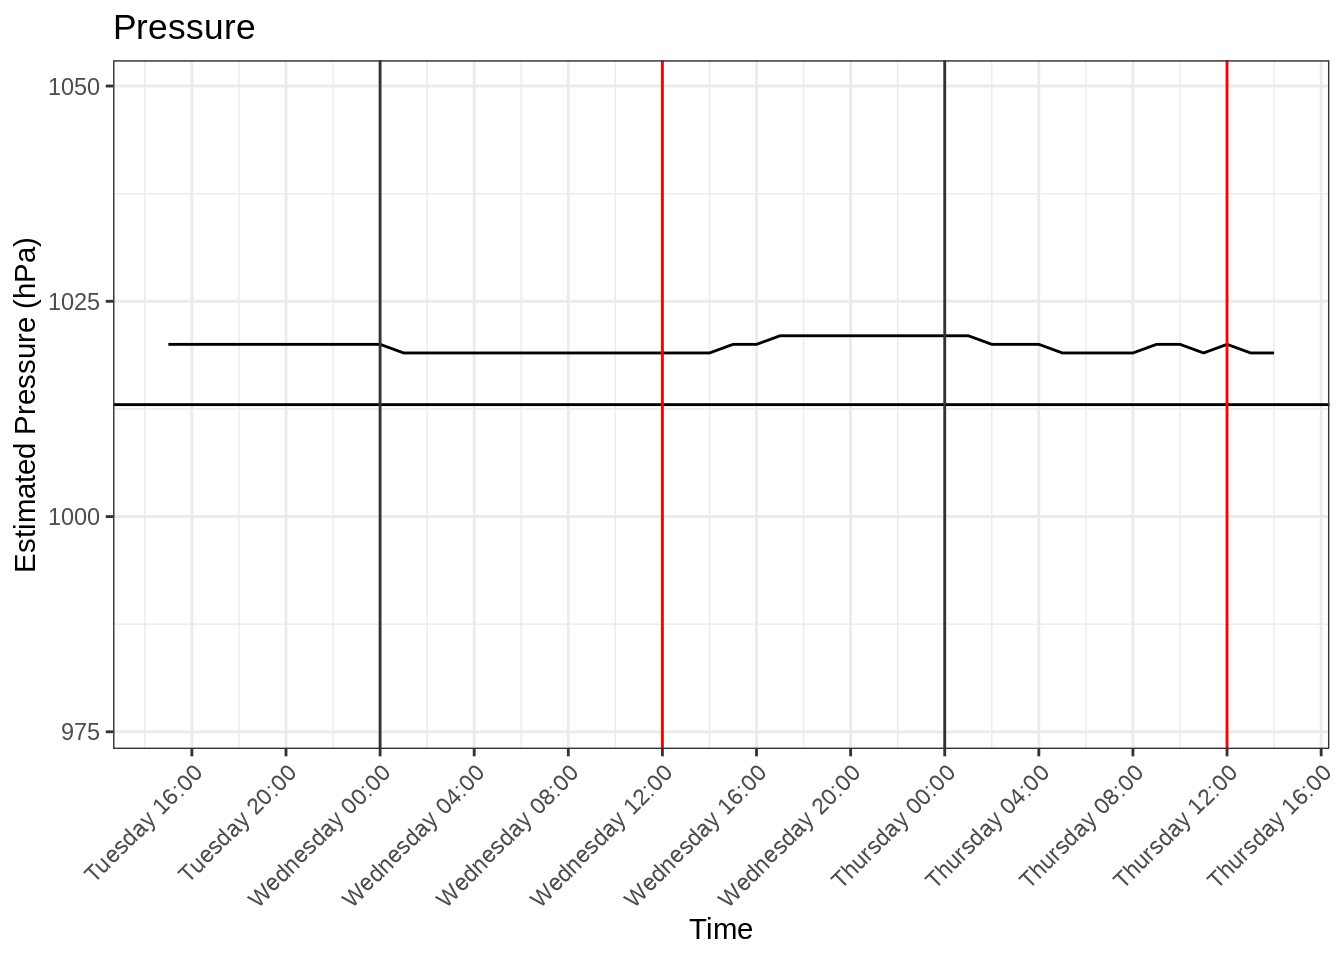 Pressure
Estimated Pressure (hPa)
1050
1025
1000
975
Tuesday 16:00
Tuesday 20:00
Wednesday 00:00
Wednesday 04:00
Wednesday 08:00
Wednesday 12:00
Wednesday 16:00
Wednesday 20:00
Thursday 00:00
Thursday 04:00
Thursday 08:00
Thursday 12:00
Thursday 16:00
Time